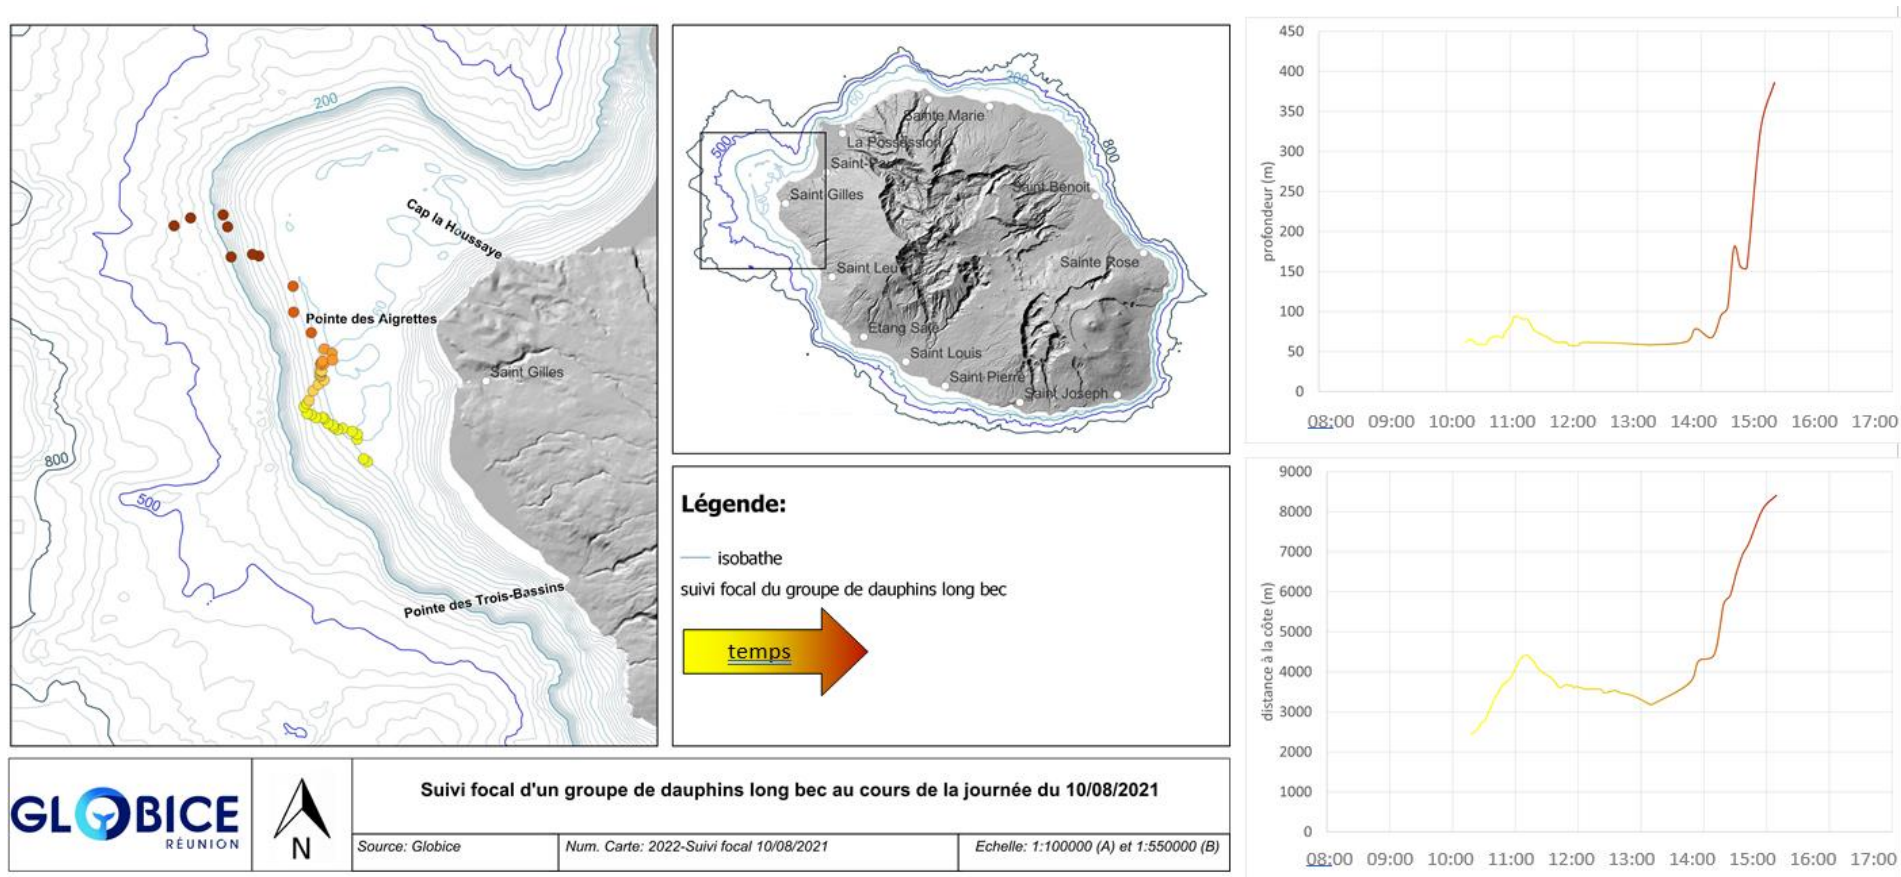 200
Cap la Houssaye
Pointe des Aigrettes
Saint Gilles
800
500
Pointe des Trois-Bassins
200
Sainte Marie
La Possession
800
500
Saint Benoit
Saint Gilles
Saint Leu
Sainte Rose
Etang Salé
Saint Louis
Saint Pierre
Saint Joseph
Légende:
isobathe
suivi focal du groupe de dauphins long bec
temps
GLOBICE
RÉUNION
N
Suivi focal d'un groupe de dauphins long bec au cours de la journée du 10/08/2021
Source: Globice
Num. Carte: 2022-Suivi focal 10/08/2021
Echelle: 1:100000 (A) et 1:550000 (B)
profondeur (m)
450
400
350
300
250
200
150
100
50
0
08:00 09:00 10:00 11:00 12:00 13:00 14:00 15:00 16:00 17:00
distance à la côte (m)
9000
8000
7000
6000
5000
4000
3000
2000
1000
0
08:00 09:00 10:00 11:00 12:00 13:00 14:00 15:00 16:00 17:00